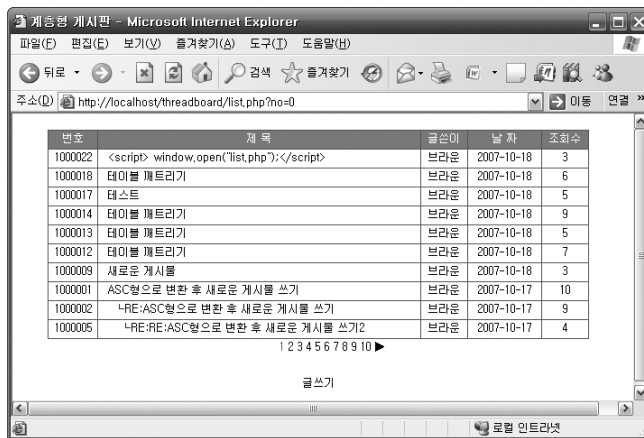 계층형 게시판 - Microsoft Internet Explorer
파일(F) 편집(E) 보기(V) 즐겨찾기(A) 도구(T) 도움말(H)
뒤로 검색 즐겨찾기
주소(D) http://localhost/threadboard/list.php?no=0 이동 연결 »
번호 제 목 글쓴이 날 짜 조회수
1000022 <script> window.open("list.php");</script> 브라운 2007-10-18 3
1000018 테이블 깨트리기 브라운 2007-10-18 6
1000017 테스트 브라운 2007-10-18 5
1000014 테이블 깨트리기 브라운 2007-10-18 9
1000013 테이블 깨트리기 브라운 2007-10-18 5
1000012 테이블 깨트리기 브라운 2007-10-18 7
1000009 새로운 게시물 브라운 2007-10-18 3
1000001 ASC형으로 변환 후 새로운 게시물 쓰기 브라운 2007-10-17 10
1000002 └RE:ASC형으로 변환 후 새로운 게시물 쓰기 브라운 2007-10-17 9
1000005 └RE:RE:ASC형으로 변환 후 새로운 게시물 쓰기2 브라운 2007-10-17 4
1 2 3 4 5 6 7 8 9 10 ▶
글쓰기
로컬 인트라넷